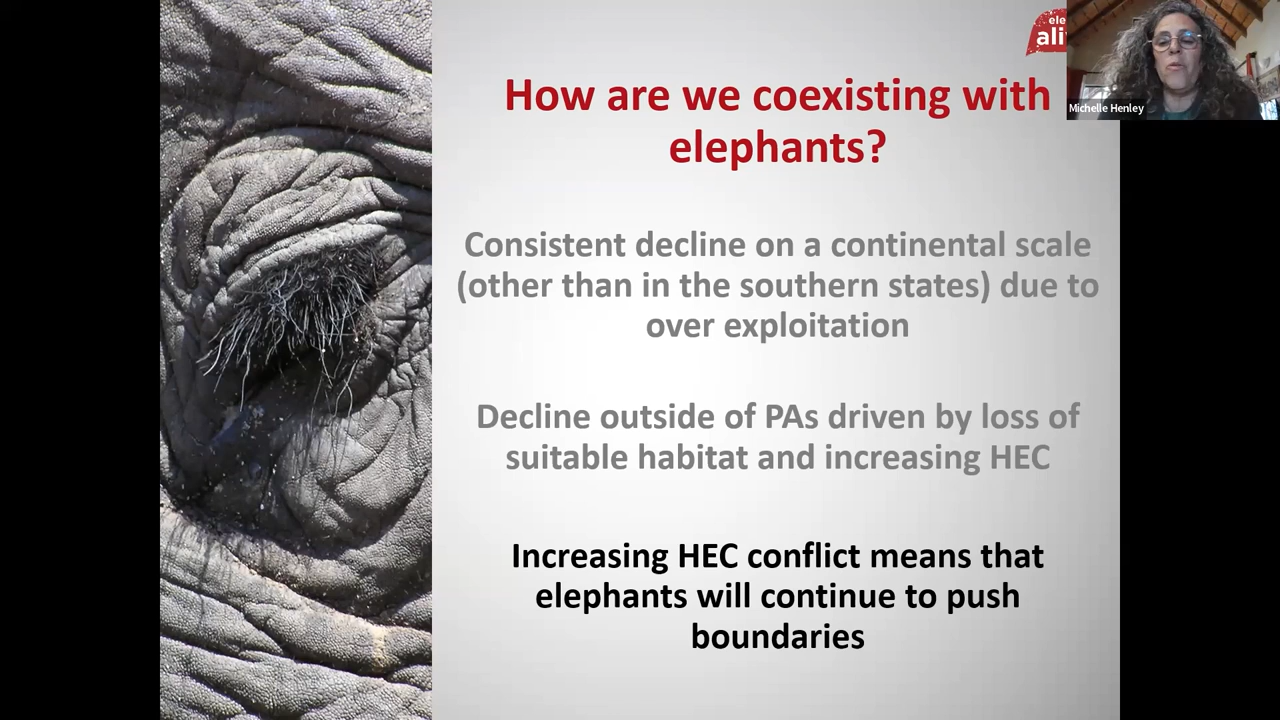 ele
ali
Michelle Henley
How are we coexisting with
elephants?
Consistent decline on a continental scale
(other than in the southern states) due to
over exploitation
Decline outside of PAs driven by loss of
suitable habitat and increasing HEC
Increasing HEC conflict means that
elephants will continue to push
boundaries